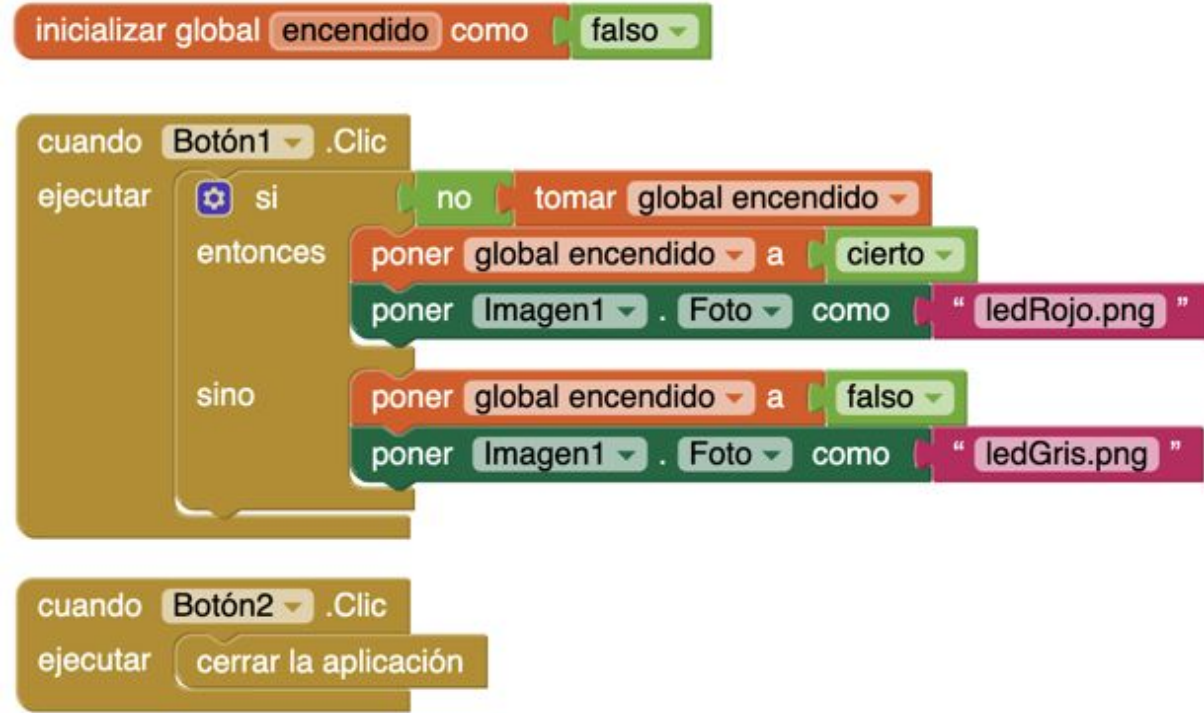 inicializar global encendido como falso
cuando Botón1 .Clic
ejecutar si no tomar global encendido
entonces poner global encendido a cierto
poner Imagen1 . Foto como “ ledRojo.png ”
sino poner global encendido a falso
poner Imagen1 . Foto como “ ledGris.png ”
cuando Botón2 .Clic
ejecutar cerrar la aplicación